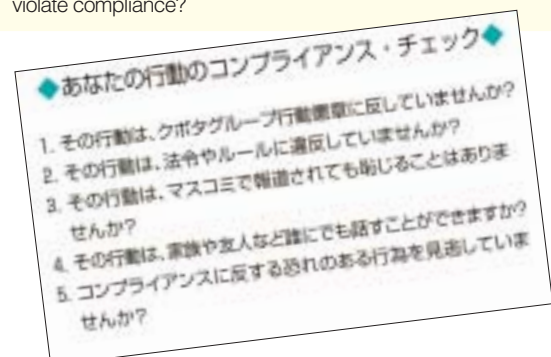 violate compliance?
◆あなたの行動のコンプライアンス・チェック◆
1. その行動は、クボタグループ行動憲章に反していませんか?
2. その行動は、法令やルールに違反していませんか?
3. その行動は、マスコミで報道されても恥じることはありま
せんか?
4. その行動は、家族や友人など誰にでも話すことができますか?
5. コンプライアンスに反する恐れのある行為を見逃していま
せんか?